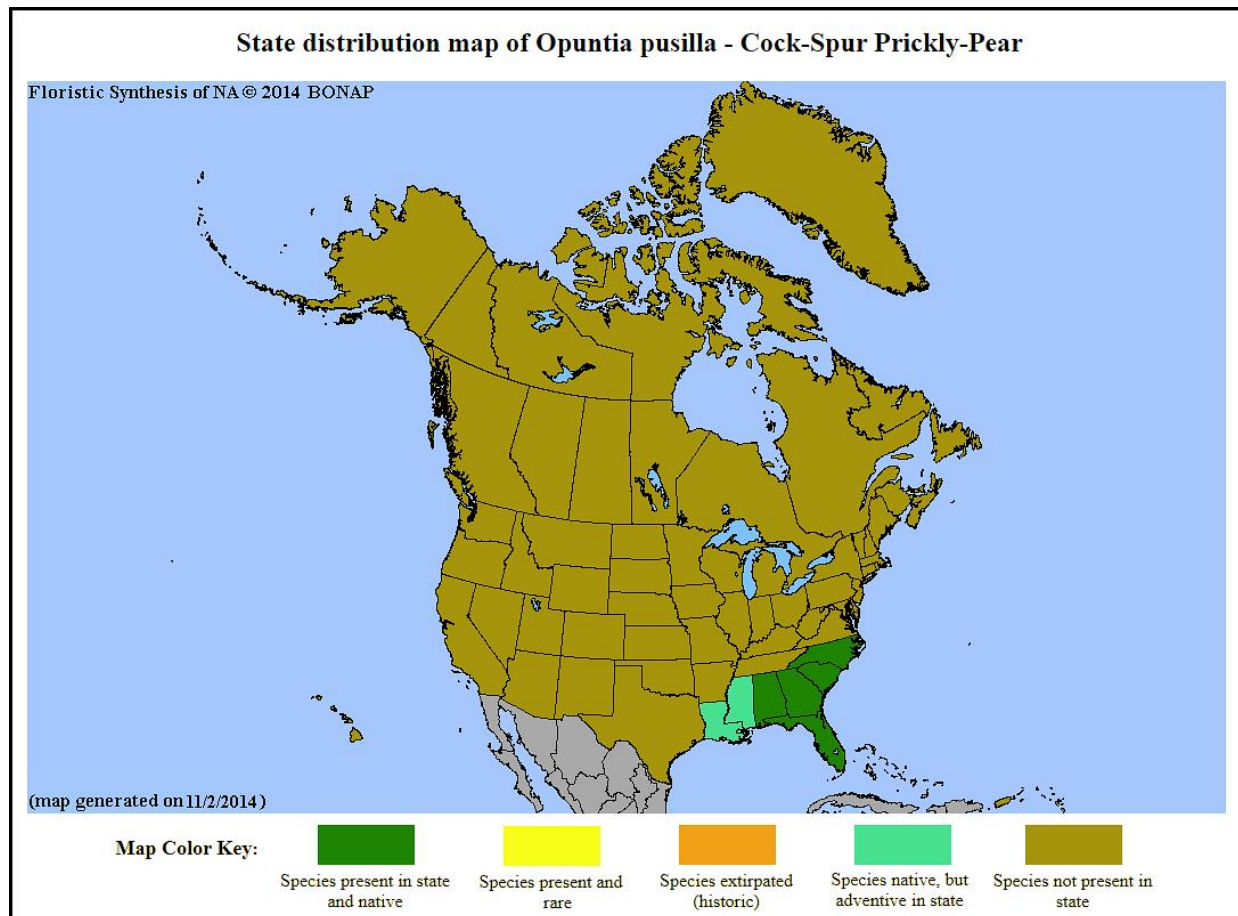 State distribution map of Opuntia pusilla - Cock-Spur Prickly-Pear
Floristic Synthesis of NA © 2014 BONAP
(map generated on 11/2/2014)
Map Color Key:
Species present in state
and native
Species present and
rare
Species extirpated
(historic)
Species native, but
adventive in state
Species not present in
state